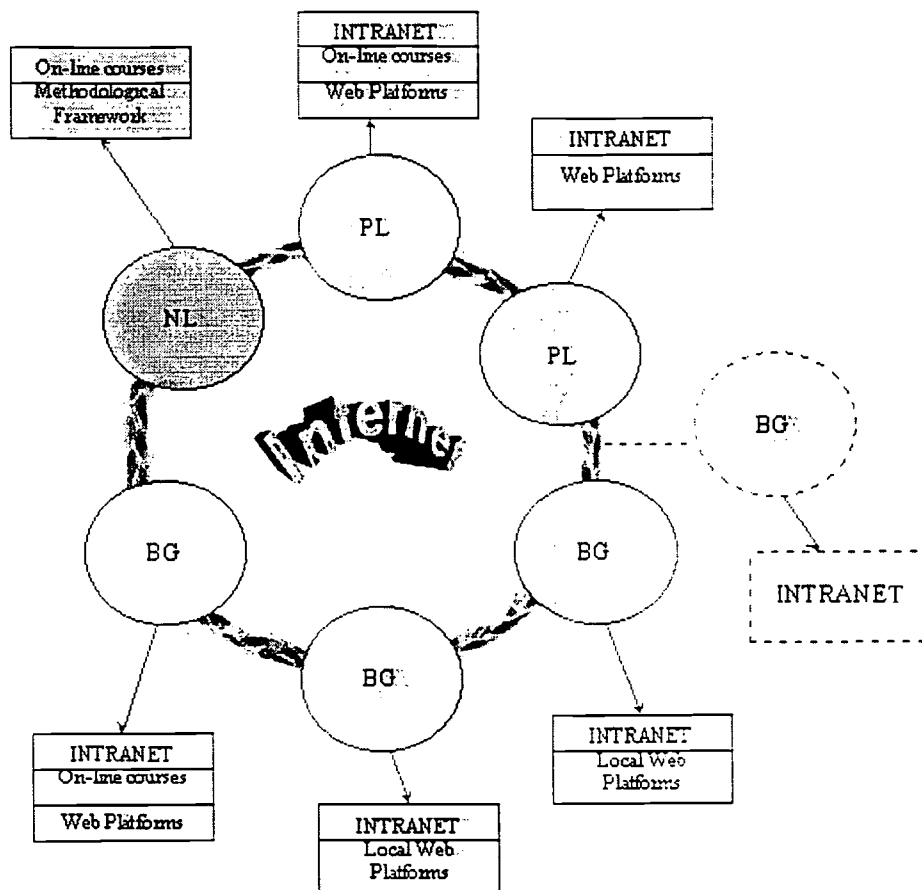 INTRANET
On-line courses
Web Platforms
On-line courses
Methodological
Framework
INTRANET
Web Platforms
PL
NL
PL
Internet
BG
BG
BG
INTRANET
BG
INTRANET
On-line courses
Web Platforms
INTRANET
Local Web
Platforms
INTRANET
Local Web
Platforms